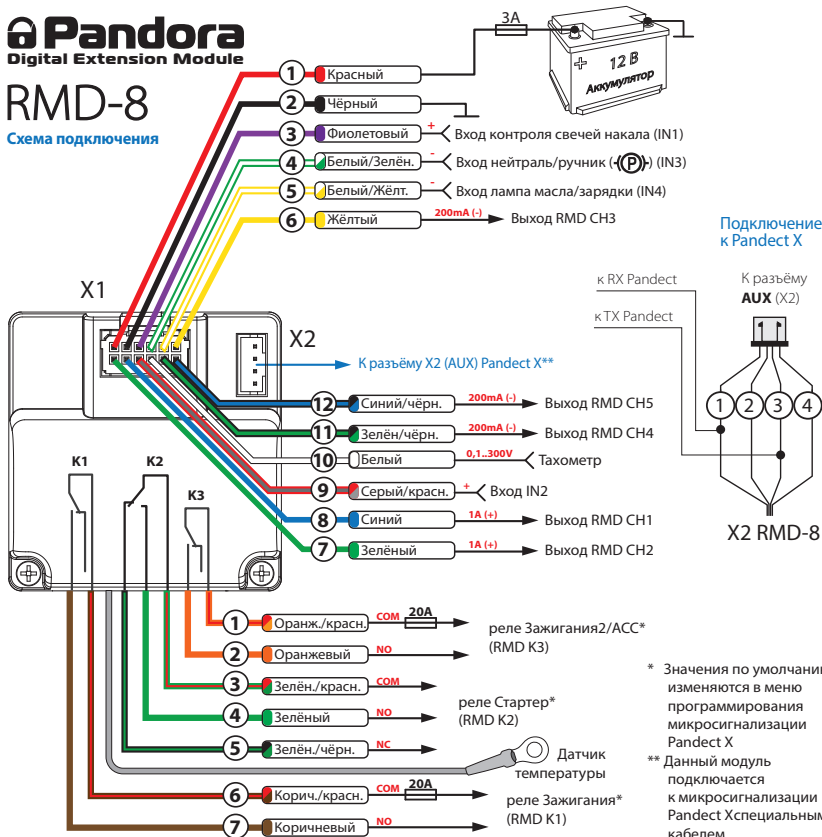 Pandora
Digital Extension Module
RMD-8
Схема подключения
3A
12 В
Аккумулятор
1 Красный
2 Чёрный
3 Фиолетовый + Вход контроля свечей накала (IN1)
4 Белый/Зелён. - Вход нейтраль/ручник (-(P)-) (IN3)
5 Белый/Жёлт. - Вход лампа масла/зарядки (IN4)
6 Жёлтый 200mA (-) Выход RMD CH3
X1
X2
К разъёму X2 (AUX) Pandect X**
12 Синий/чёрн. 200mA (-) Выход RMD CH5
11 Зелён/чёрн. 200mA (-) Выход RMD CH4
10 Белый 0,1..300V Тахометр
9 Серый/красн. + Вход IN2
8 Синий 1A (+) Выход RMD CH1
7 Зелёный 1A (+) Выход RMD CH2
Подключение
к Pandect X
К разъёму
AUX (X2)
к RX Pandect
к TX Pandect
1 2 3 4
X2 RMD-8
K1
K2
K3
1 Оранж./красн. COM 20A
2 Оранжевый NO
реле Зажигания2/ACC*
(RMD K3)
3 Зелён./красн. COM
4 Зелёный NO
5 Зелён./чёрн. NC
реле Стартер*
(RMD K2)
Датчик
температуры
6 Корич./красн. COM 20A
7 Коричневый NO
реле Зажигания*
(RMD K1)
* Значения по умолчани
изменяются в меню
программирования
микросигнализации
Pandect X
** Данный модуль
подключается
к микросигнализации
Pandect Xспециальным
кабелем